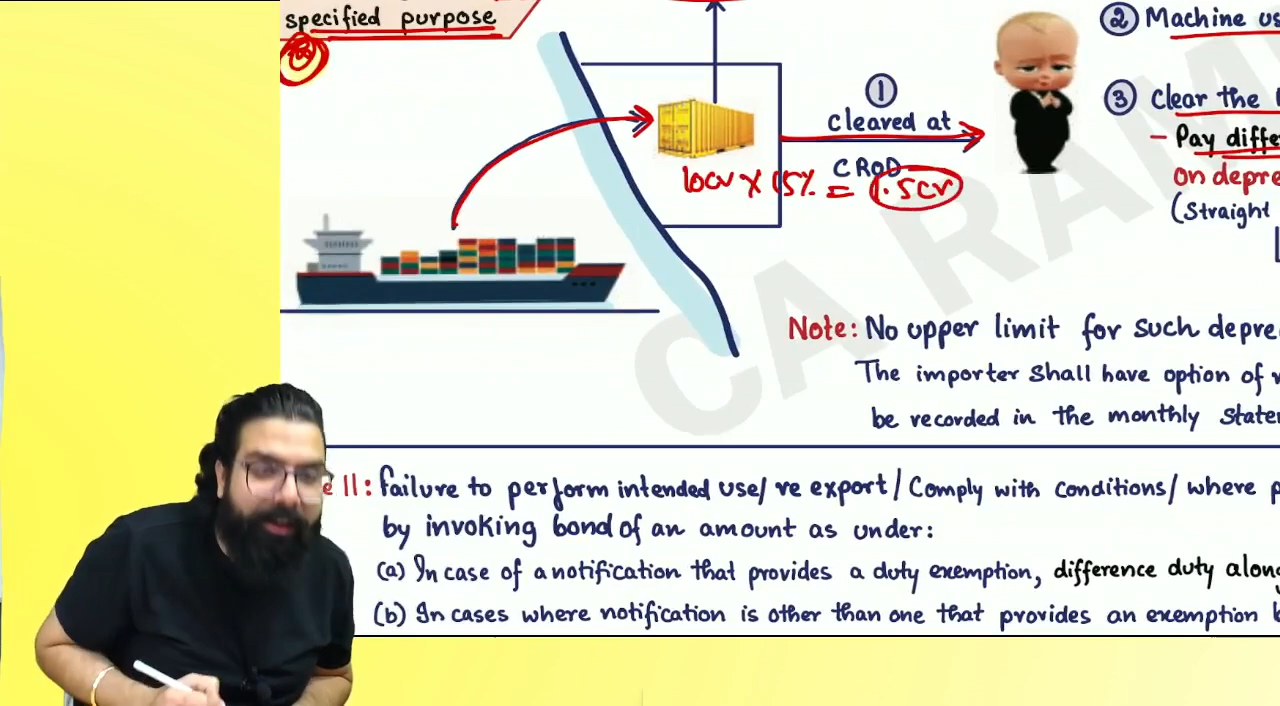 specified purpose
② Machine us
①
Cleared at
CROD
③ Clear the
– Pay diffe
on depre
(Straight
10cr × 15% = 1.5cr
CA RAM
Note: No upper limit for such depre
The importer shall have option of
be recorded in the monthly State
e II: Failure to perform intended use/ re export/ Comply with conditions/ where p
by invoking bond of an amount as under:
(a) In case of a notification that provides a duty exemption, difference duty along
(b) In cases where notification is other than one that provides an exemption b